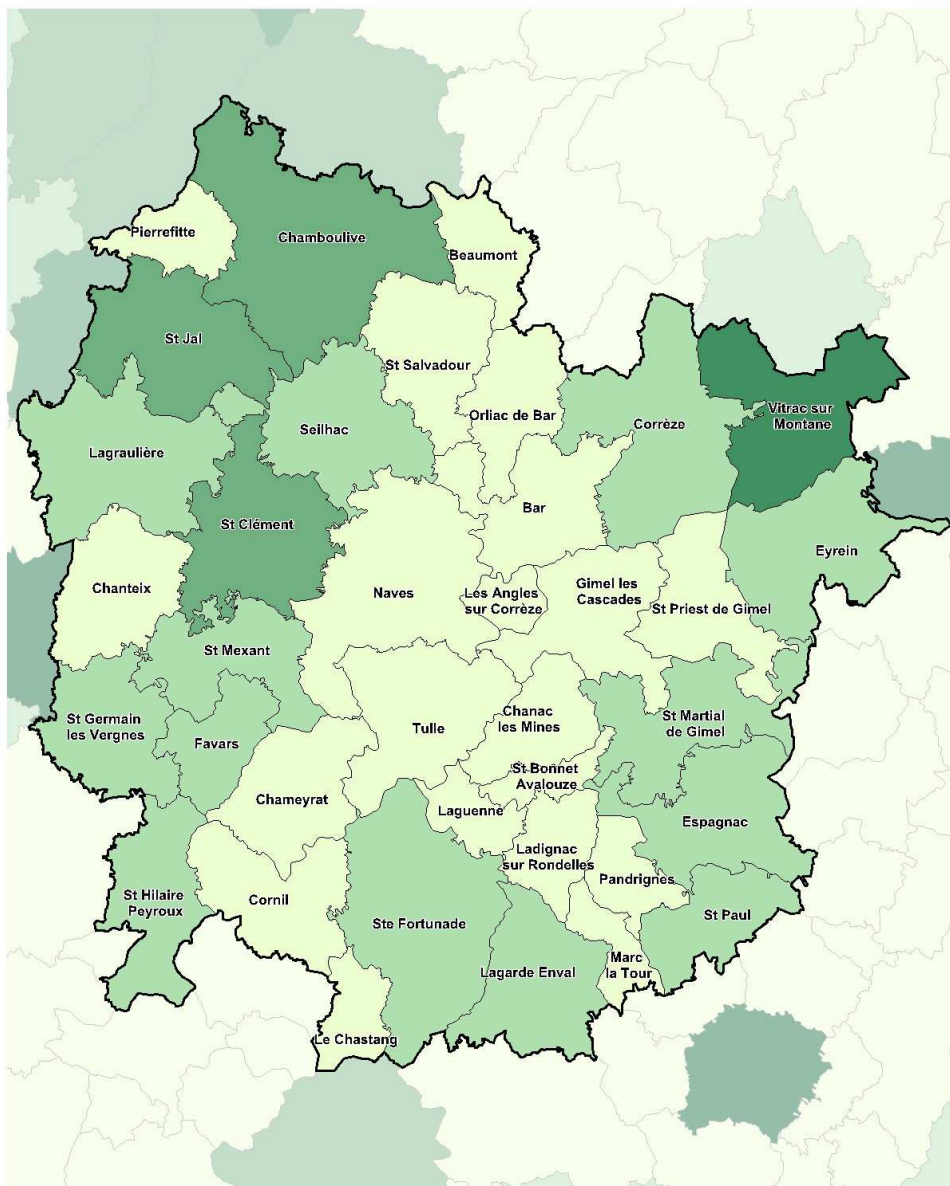 Pierrefitte
Chamboulive
Beaumont
St Jal
St Salvadour
Orliac de Bar
Vitrac sur
Montane
Seilhac
Corrèze
Lagraulière
Bar
St Clément
Eyrein
Chanteix
Naves
Les Angles
sur Corrèze
Gimel les
Cascades
St Priest de Gimel
St Mexant
St Germain
les Vergnes
Favars
Tulle
Chanac
les Mines
St Martial
de Gimel
St Bonnet
Avalouze
Chameyrat
Laguenne
Espagnac
Ladignac
sur Rondelles
Pandrignes
St Hilaire
Peyroux
Cornil
Ste Fortunade
St Paul
Lagarde Enval
Marc
la Tour
Le Chastang